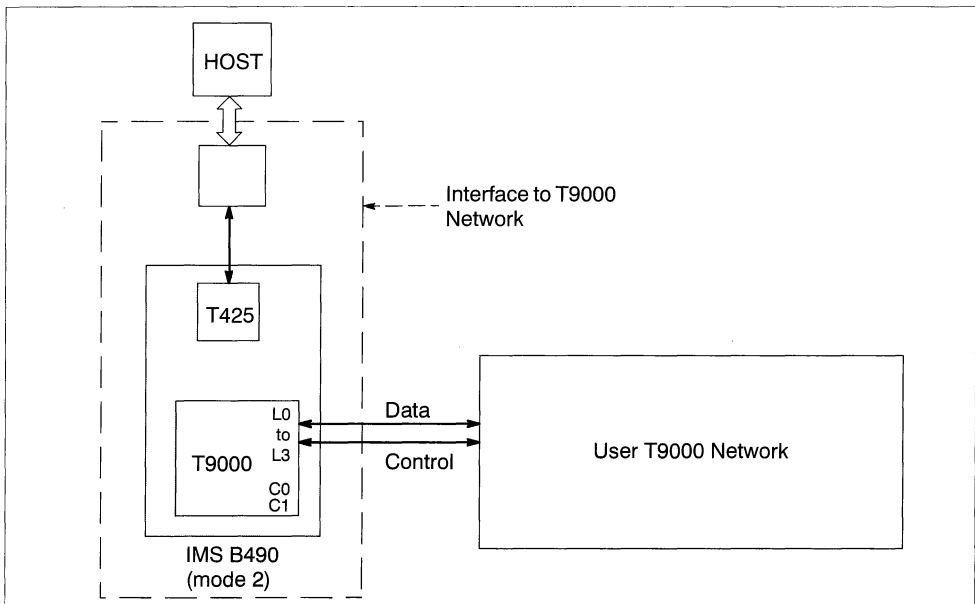 HOST
Interface to T9000
Network
T425
L0
to
L3
T9000
C0
C1
Data
Control
User T9000 Network
IMS B490
(mode 2)